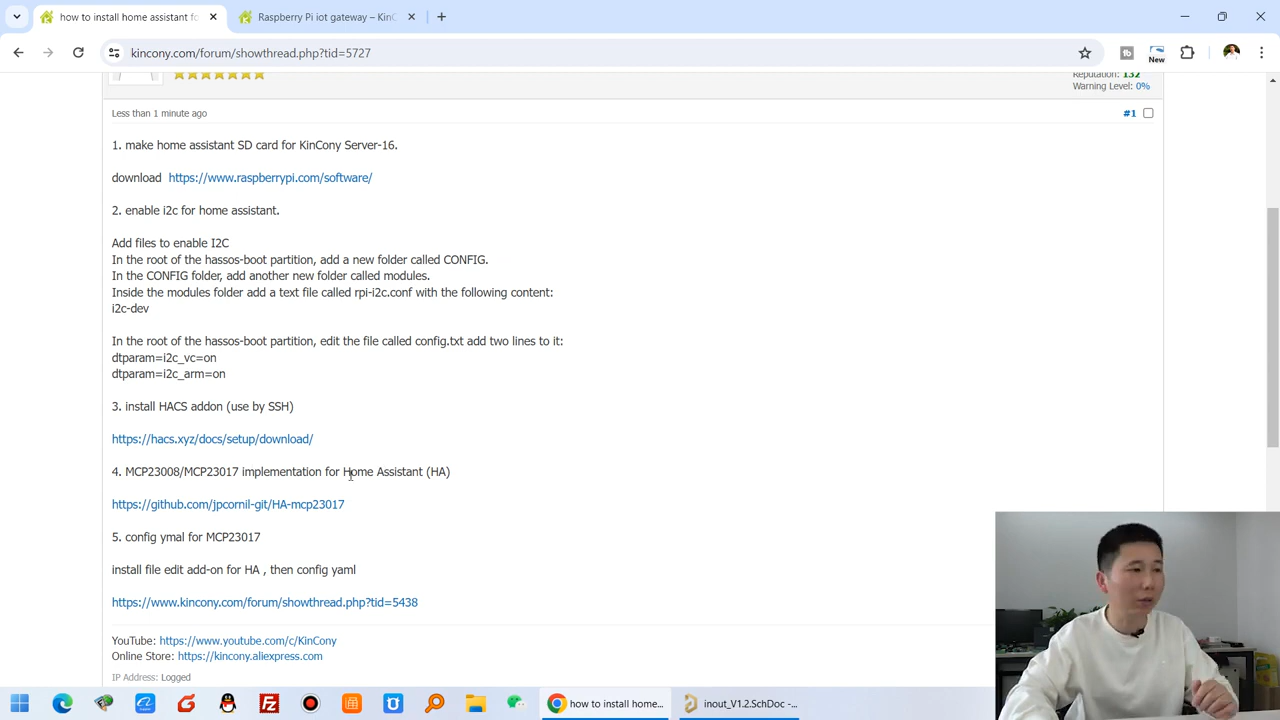 how to install home assistant fo
Raspberry Pi iot gateway – KinC
kincony.com/forum/showthread.php?tid=5727
New
Reputation: 132
Warning Level: 0%
Less than 1 minute ago
#1
1. make home assistant SD card for KinCony Server-16.
download https://www.raspberrypi.com/software/
2. enable i2c for home assistant.
Add files to enable I2C
In the root of the hassos-boot partition, add a new folder called CONFIG.
In the CONFIG folder, add another new folder called modules.
Inside the modules folder add a text file called rpi-i2c.conf with the following content:
i2c-dev
In the root of the hassos-boot partition, edit the file called config.txt add two lines to it:
dtparam=i2c_vc=on
dtparam=i2c_arm=on
3. install HACS addon (use by SSH)
https://hacs.xyz/docs/setup/download/
4. MCP23008/MCP23017 implementation for Home Assistant (HA)
https://github.com/jpcornil-git/HA-mcp23017
5. config ymal for MCP23017
install file edit add-on for HA , then config yaml
https://www.kincony.com/forum/showthread.php?tid=5438
YouTube: https://www.youtube.com/c/KinCony
Online Store: https://kincony.aliexpress.com
IP Address: Logged
how to install home...
inout_V1.2.SchDoc -...